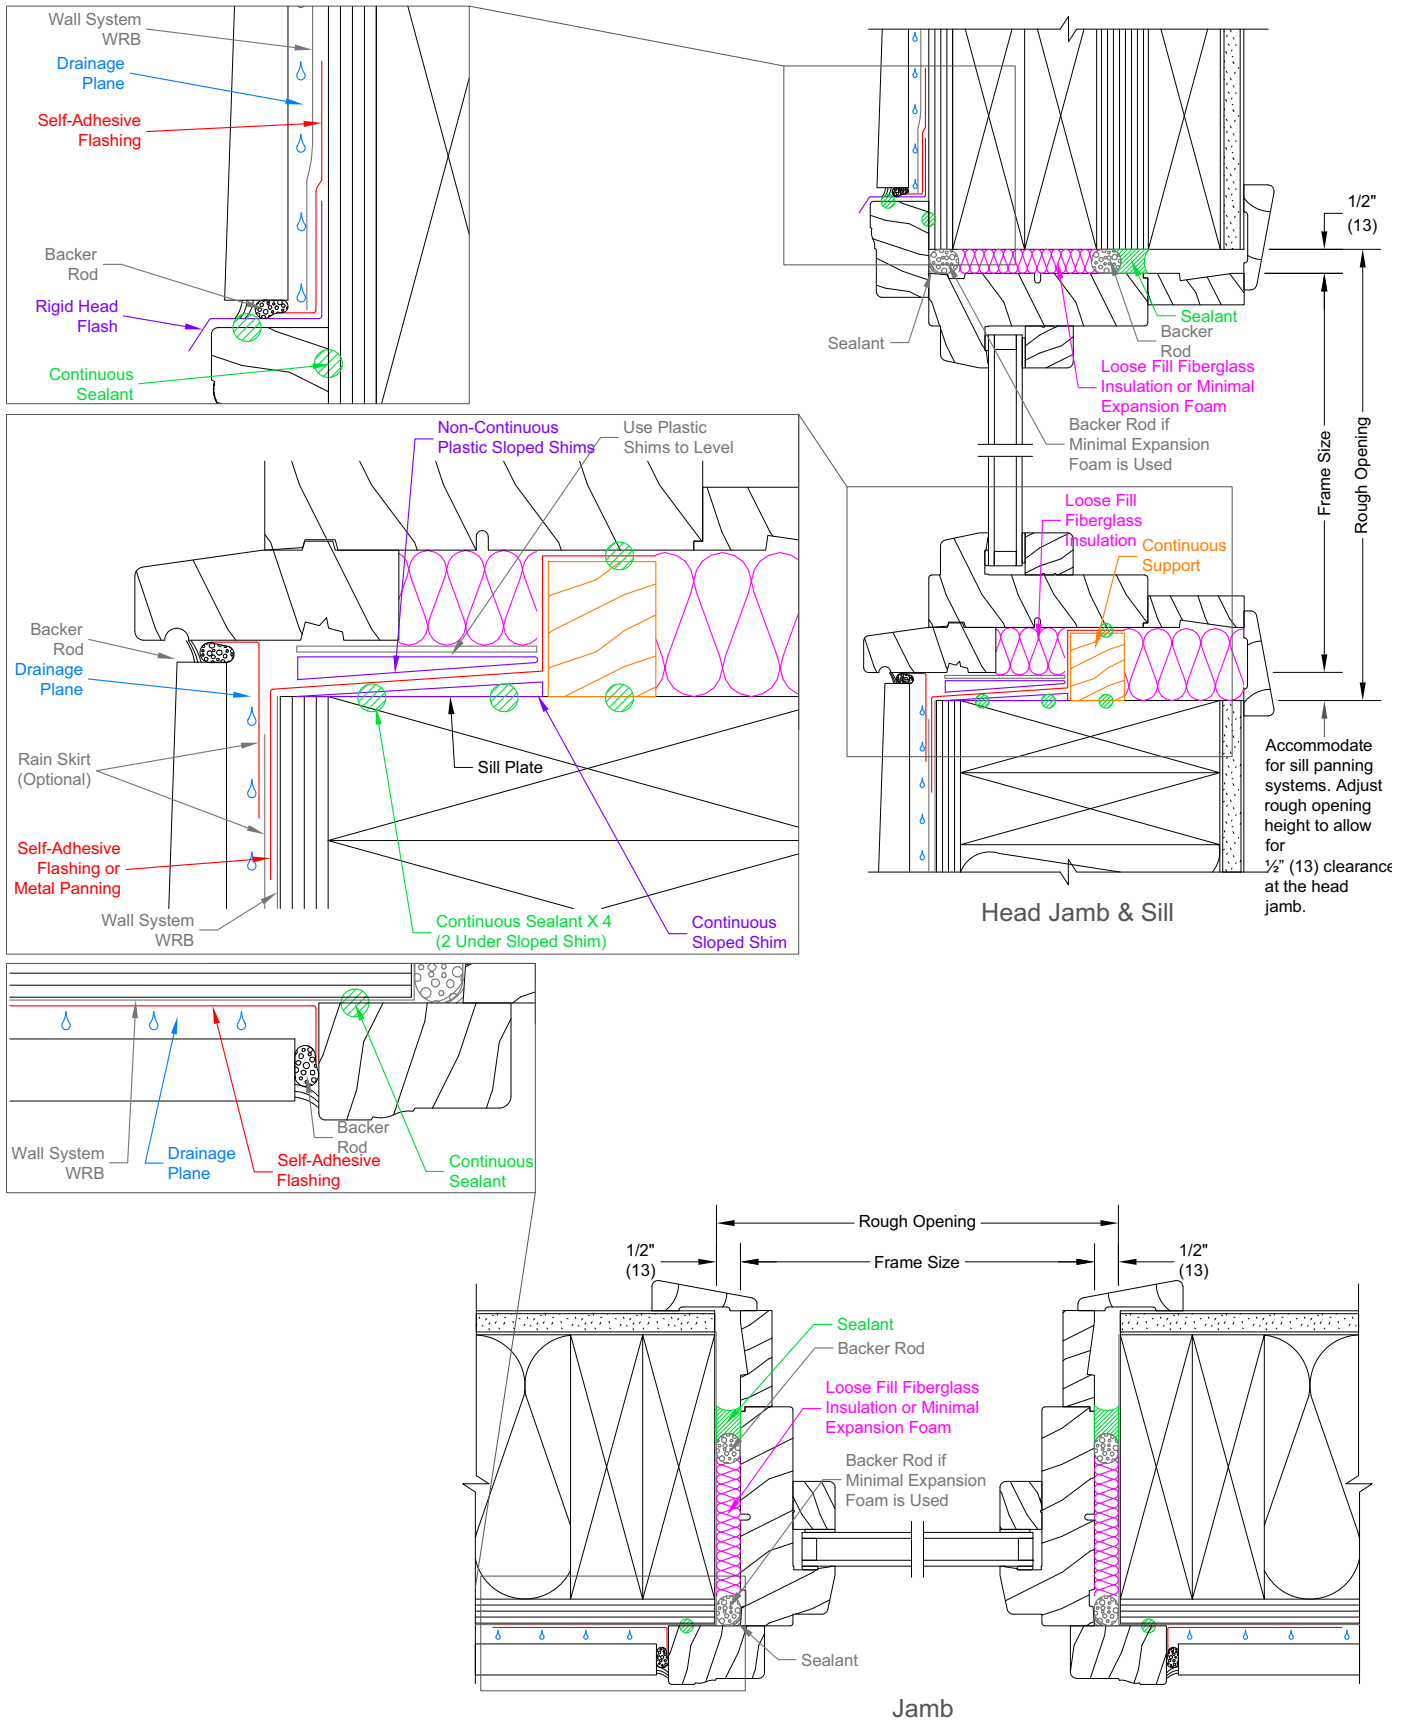 Wall System
WRB
Drainage
Plane
Self-Adhesive
Flashing
Backer
Rod
Rigid Head
Flash
Continuous
Sealant
1/2"
(13)
Sealant
Sealant
Backer
Rod
Loose Fill Fiberglass
Insulation or Minimal
Expansion Foam
Backer Rod if
Minimal Expansion
Foam is Used
Frame Size
Rough Opening
Loose Fill
Fiberglass
Insulation
Continuous
Support
Accommodate
for sill panning
systems. Adjust
rough opening
height to allow
for
½” (13) clearance
at the head
jamb.
Head Jamb & Sill
Non-Continuous
Plastic Sloped Shims
Use Plastic
Shims to Level
Backer
Rod
Drainage
Plane
Rain Skirt
(Optional)
Sill Plate
Self-Adhesive
Flashing or
Metal Panning
Wall System
WRB
Continuous Sealant X 4
(2 Under Sloped Shim)
Continuous
Sloped Shim
Wall System
WRB
Drainage
Plane
Self-Adhesive
Flashing
Backer
Rod
Continuous
Sealant
Rough Opening
1/2"
(13)
Frame Size
1/2"
(13)
Sealant
Backer Rod
Loose Fill Fiberglass
Insulation or Minimal
Expansion Foam
Backer Rod if
Minimal Expansion
Foam is Used
Sealant
Jamb